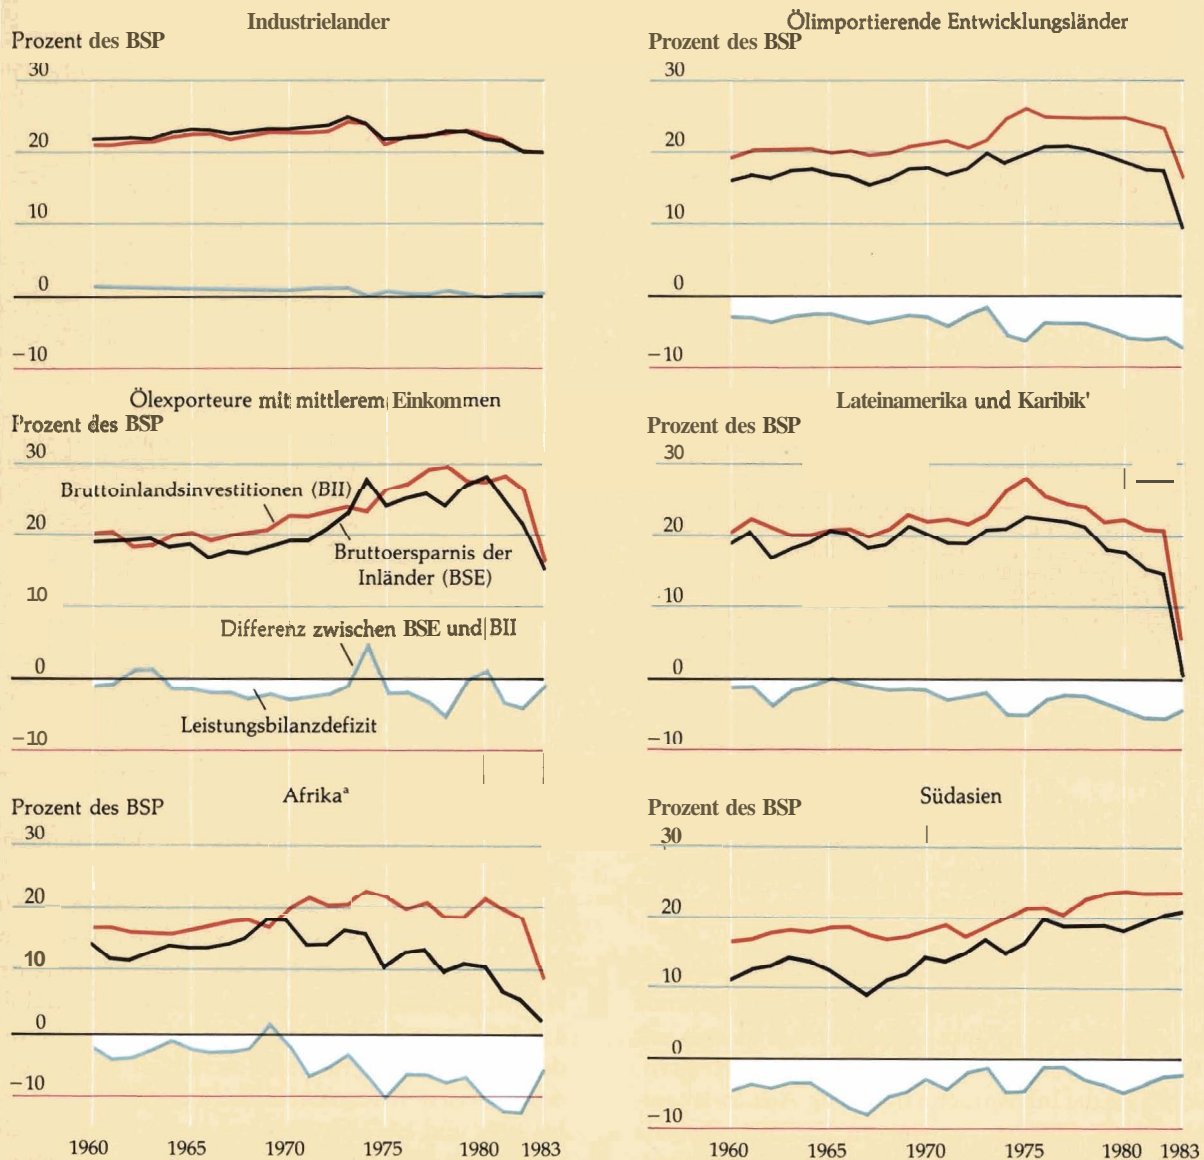 Industrielander
Prozent des BSP
30
20
10
0
−10
Ölimportierende Entwicklungsländer
Prozent des BSP
30
20
10
0
−10
Ölexporteure mit mittlerem Einkommen
Prozent des BSP
30
Bruttoinlandsinvestitionen (BII)
20
Bruttoersparnis der
Inländer (BSE)
10
Differenz zwischen BSE und BII
0
Leistungsbilanzdefizit
−10
Lateinamerika und Karibik'
Prozent des BSP
30
20
10
0
−10
Afrikaª
Prozent des BSP
30
20
10
0
−10
1960 1965 1970 1975 1980 1983
Südasien
Prozent des BSP
30
20
10
0
−10
1960 1965 1970 1975 1980 1983